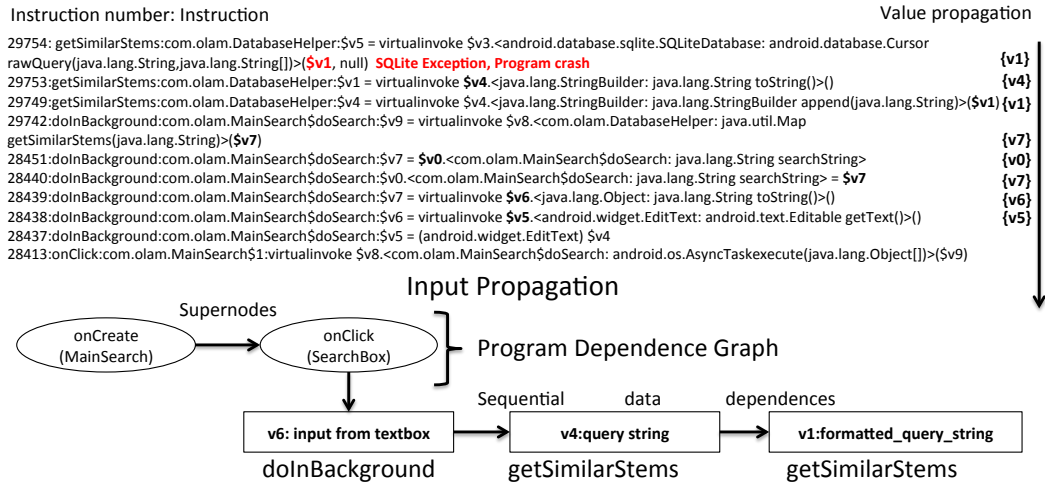 Instruction number: Instruction
Value propagation
29754: getSimilarStems:com.olam.DatabaseHelper:$v5 = virtualinvoke $v3.<android.database.sqlite.SQLiteDatabase: android.database.Cursor
rawQuery(java.lang.String,java.lang.String[])>($v1, null) SQLite Exception, Program crash {v1}
29753:getSimilarStems:com.olam.DatabaseHelper:$v1 = virtualinvoke $v4.<java.lang.StringBuilder: java.lang.String toString()>() {v4}
29749:getSimilarStems:com.olam.DatabaseHelper:$v4 = virtualinvoke $v4.<java.lang.StringBuilder: java.lang.StringBuilder append(java.lang.String)>($v1) {v1}
29742:doInBackground:com.olam.MainSearch$doSearch:$v9 = virtualinvoke $v8.<com.olam.DatabaseHelper: java.util.Map
getSimilarStems(java.lang.String)>($v7) {v7}
28451:doInBackground:com.olam.MainSearch$doSearch:$v7 = $v0.<com.olam.MainSearch$doSearch: java.lang.String searchString> {v0}
28440:doInBackground:com.olam.MainSearch$doSearch:$v0.<com.olam.MainSearch$doSearch: java.lang.String searchString> = $v7 {v7}
28439:doInBackground:com.olam.MainSearch$doSearch:$v7 = virtualinvoke $v6.<java.lang.Object: java.lang.String toString()>() {v6}
28438:doInBackground:com.olam.MainSearch$doSearch:$v6 = virtualinvoke $v5.<android.widget.EditText: android.text.Editable getText()>() {v5}
28437:doInBackground:com.olam.MainSearch$doSearch:$v5 = (android.widget.EditText) $v4
28413:onClick:com.olam.MainSearch$1:virtualinvoke $v8.<com.olam.MainSearch$doSearch: android.os.AsyncTaskexecute(java.lang.Object[])>($v9)
Input Propagation
Supernodes
onCreate
(MainSearch)
onClick
(SearchBox)
Program Dependence Graph
Sequential data dependences
v6: input from textbox
v4:query string
v1:formatted_query_string
doInBackground
getSimilarStems
getSimilarStems